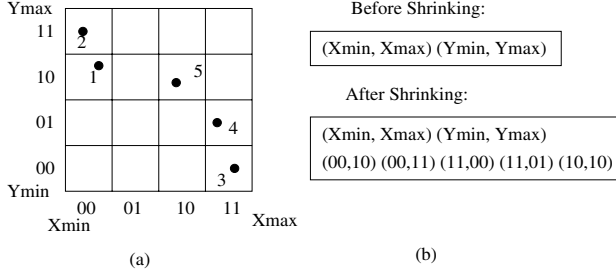 Ymax
11
10
01
00
Ymin
2
1
5
4
3
00 01 10 11
Xmin
Xmax
(a)
Before Shrinking:
(Xmin, Xmax) (Ymin, Ymax)
After Shrinking:
(Xmin, Xmax) (Ymin, Ymax)
(00,10) (00,11) (11,00) (11,01) (10,10)
(b)